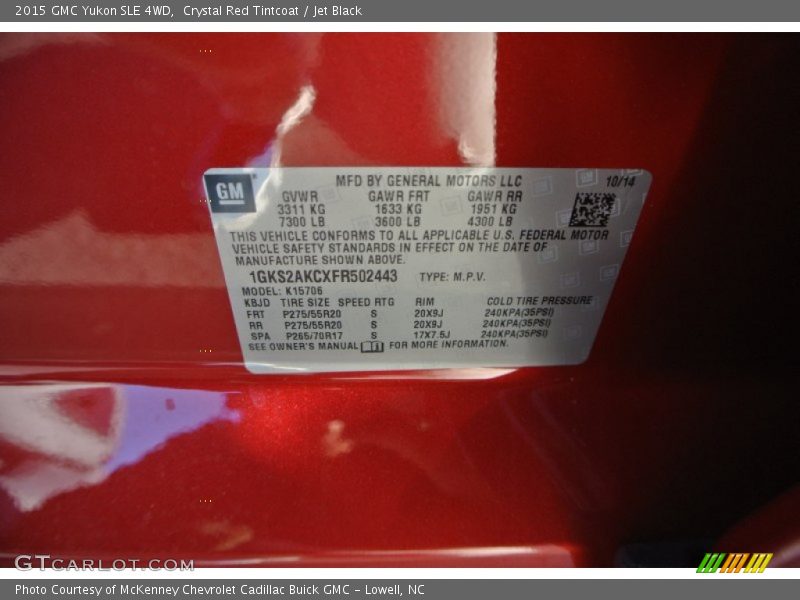 2015 GMC Yukon SLE 4WD,  Crystal Red Tintcoat / Jet Black
GM
MFD BY GENERAL MOTORS LLC 10/14
GVWR GAWR FRT GAWR RR
3311 KG 1633 KG 1951 KG
7300 LB 3600 LB 4300 LB
THIS VEHICLE CONFORMS TO ALL APPLICABLE U.S. FEDERAL MOTOR
VEHICLE SAFETY STANDARDS IN EFFECT ON THE DATE OF
MANUFACTURE SHOWN ABOVE.
1GKS2AKCXFR502443 TYPE: M.P.V.
MODEL: K15706
KBJD TIRE SIZE SPEED RTG RIM COLD TIRE PRESSURE
FRT P275/55R20 S 20X9J 240KPA(35PSI)
RR P275/55R20 S 20X9J 240KPA(35PSI)
SPA P265/70R17 S 17X7.5J 240KPA(35PSI)
SEE OWNER'S MANUAL FOR MORE INFORMATION.
GTCARLOT.COM
Photo Courtesy of McKenney Chevrolet Cadillac Buick GMC - Lowell, NC